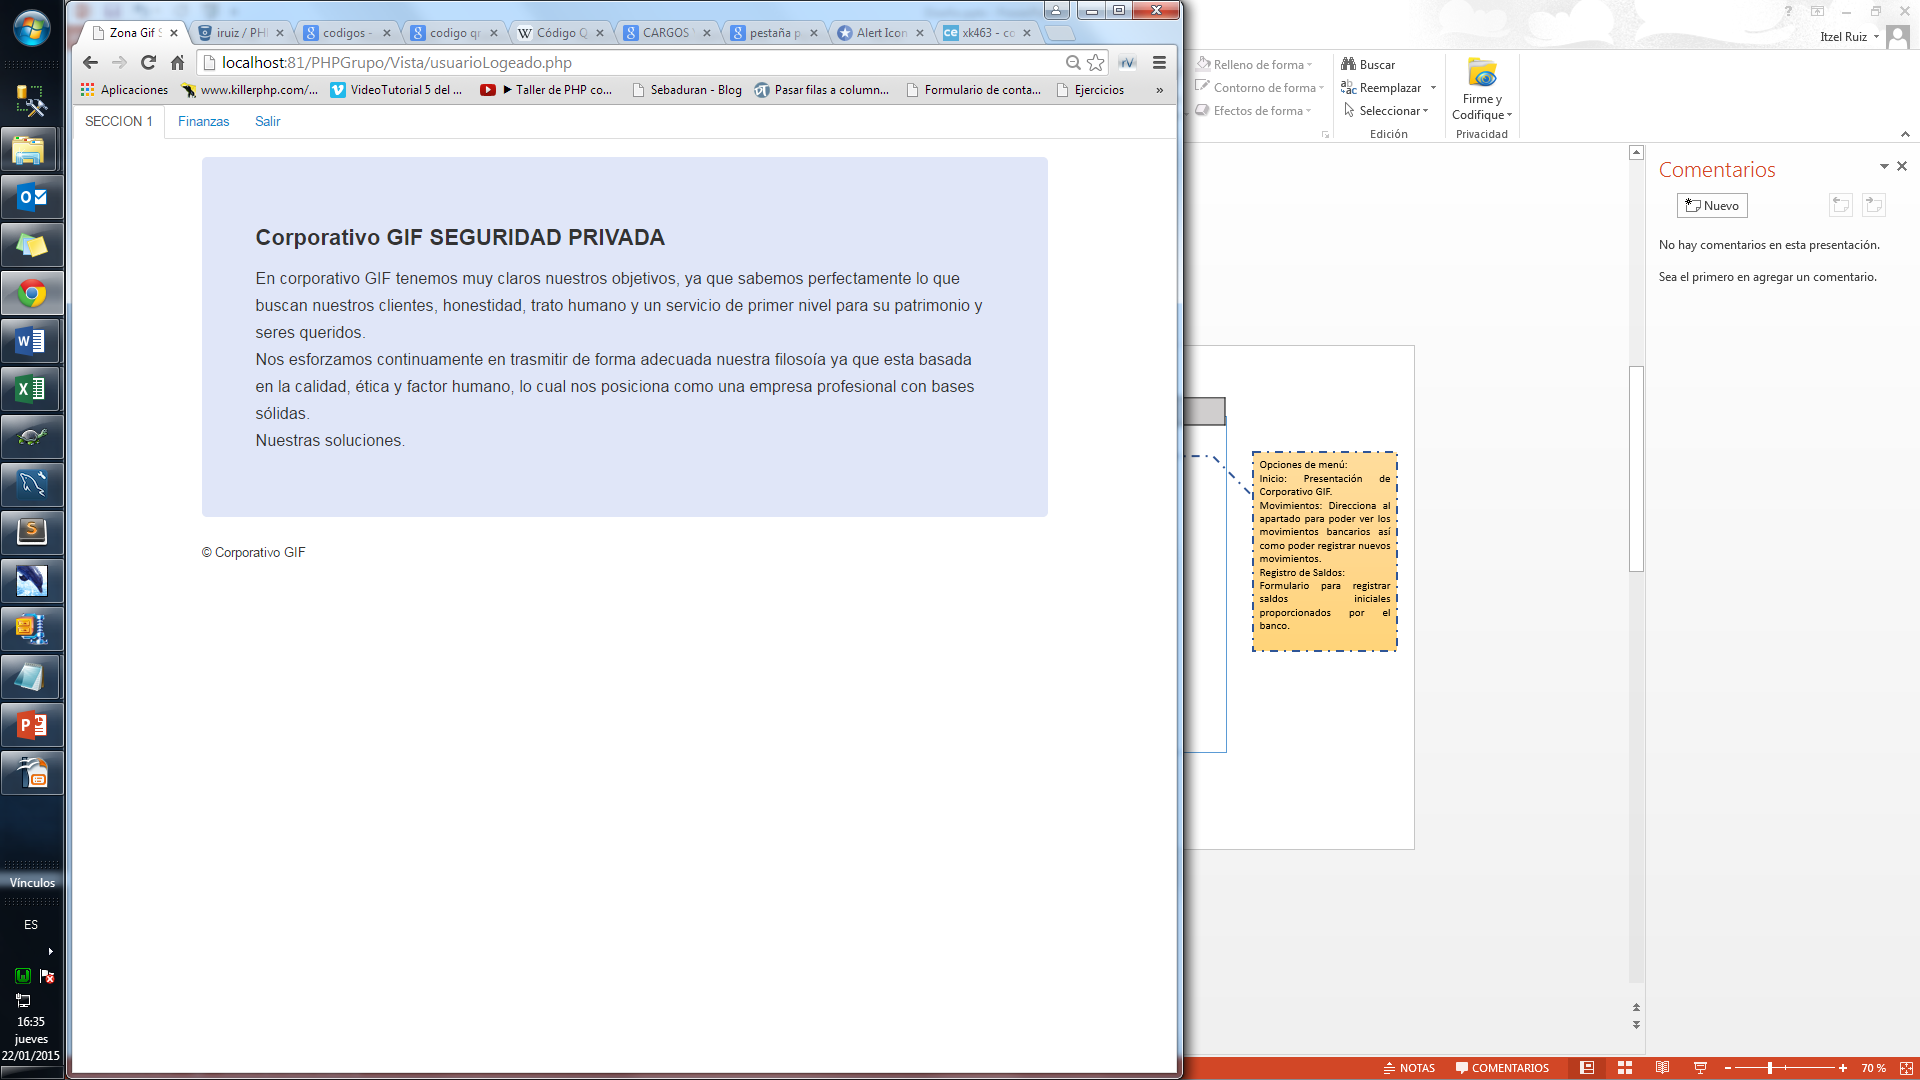 Zona Gif S
iruiz / PHI
codigos -
codigo qr
Código Q
CARGOS
pestaña p
Alert Icon
xk463 - co
localhost:81/PHPGrupo/Vista/usuarioLogeado.php
Aplicaciones
www.killerphp.com/...
VideoTutorial 5 del ...
► Taller de PHP co...
Sebaduran - Blog
Pasar filas a column...
Formulario de conta...
Ejercicios
»
SECCION 1
Finanzas
Salir
Corporativo GIF SEGURIDAD PRIVADA
En corporativo GIF tenemos muy claros nuestros objetivos, ya que sabemos perfectamente lo que
buscan nuestros clientes, honestidad, trato humano y un servicio de primer nivel para su patrimonio y
seres queridos.
Nos esforzamos continuamente en trasmitir de forma adecuada nuestra filosoía ya que esta basada
en la calidad, ética y factor humano, lo cual nos posiciona como una empresa profesional con bases
sólidas.
Nuestras soluciones.
© Corporativo GIF
Itzel Ruiz
Relleno de forma
Contorno de forma
Efectos de forma
Buscar
Reemplazar
Seleccionar
Edición
Firme y
Codifique
Privacidad
Comentarios
Nuevo
No hay comentarios en esta presentación.
Sea el primero en agregar un comentario.
Opciones de menú:
Inicio: Presentación de
Corporativo GIF.
Movimientos: Direcciona al
apartado para poder ver los
movimientos bancarios así
como poder registrar nuevos
movimientos.
Registro de Saldos:
Formulario para registrar
saldos iniciales
proporcionados por el
banco.
Vínculos
ES
16:35
jueves
22/01/2015
NOTAS
COMENTARIOS
70 %